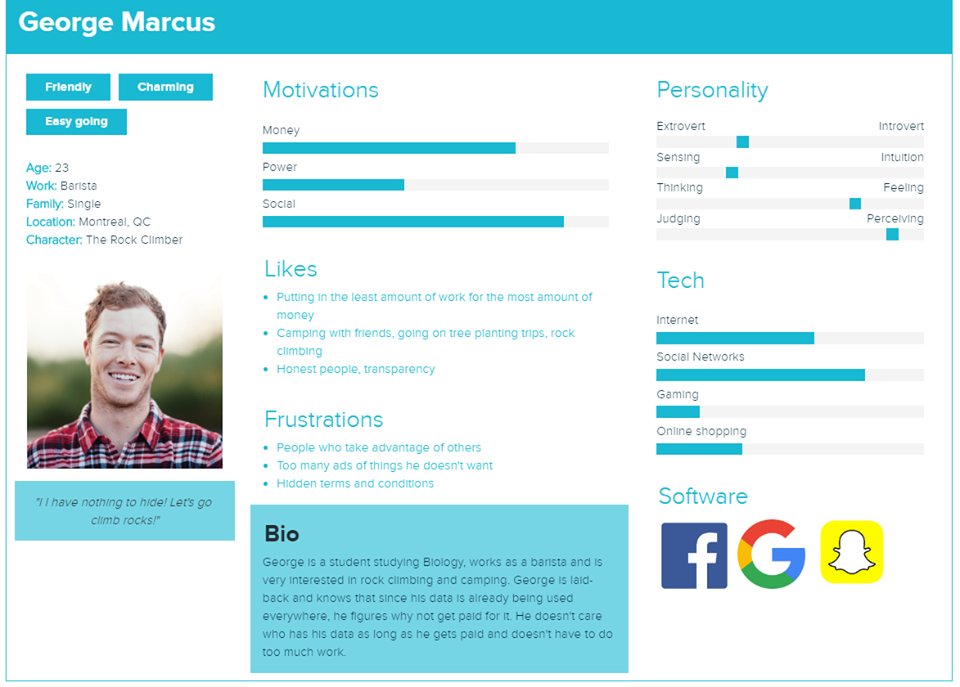 George Marcus
Friendly
Charming
Easy going
Age: 23
Work: Barista
Family: Single
Location: Montreal, QC
Character: The Rock Climber
"I I have nothing to hide! Let's go
climb rocks!"
Motivations
Money
Power
Social
Likes
Putting in the least amount of work for the most amount of
money
Camping with friends, going on tree planting trips, rock
climbing
Honest people, transparency
Frustrations
People who take advantage of others
Too many ads of things he doesn't want
Hidden terms and conditions
Bio
George is a student studying Biology, works as a barista and is
very interested in rock climbing and camping. George is laid-
back and knows that since his data is already being used
everywhere, he figures why not get paid for it. He doesn't care
who has his data as long as he gets paid and doesn't have to do
too much work.
Personality
Extrovert Introvert
Sensing Intuition
Thinking Feeling
Judging Perceiving
Tech
Internet
Social Networks
Gaming
Online shopping
Software